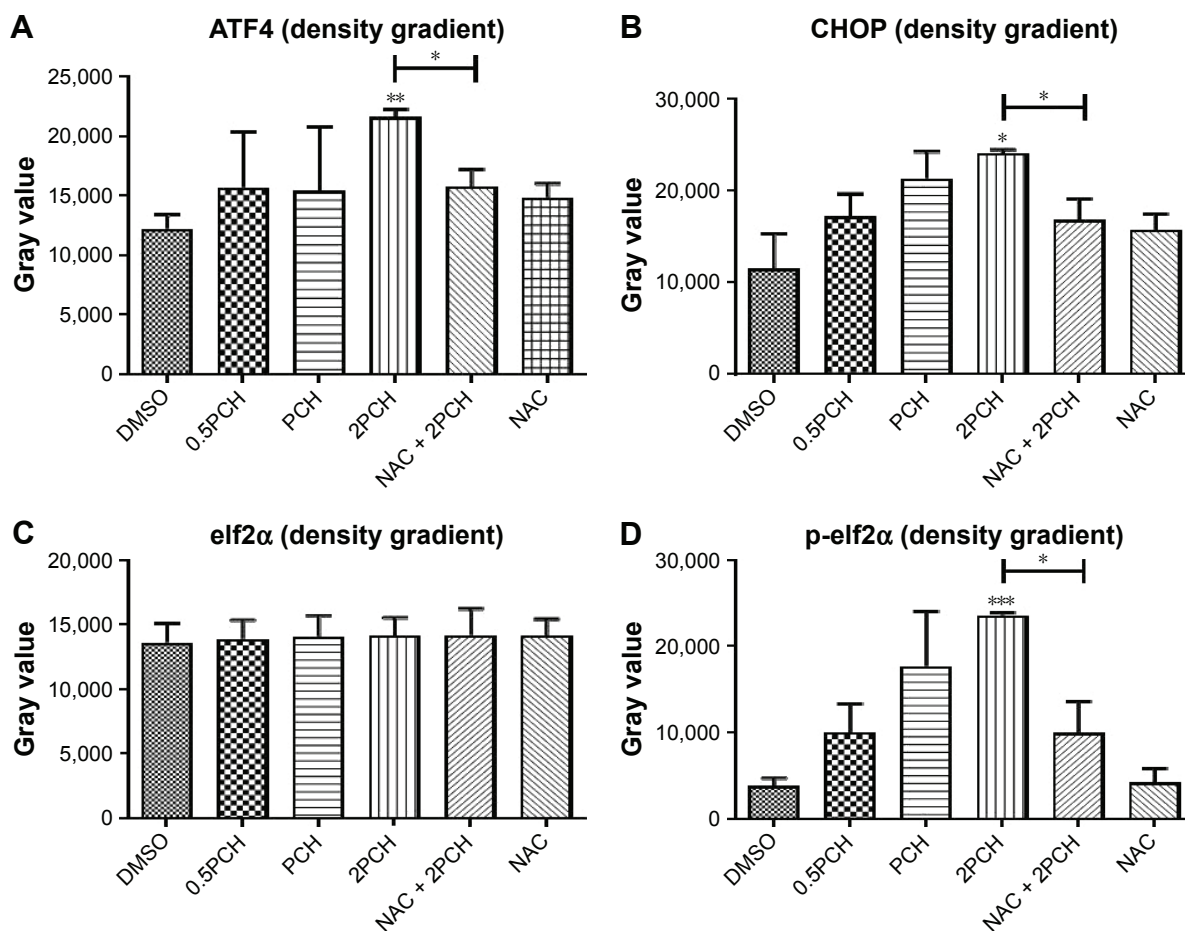 A
ATF4 (density gradient)
*
**
25,000
20,000
15,000
10,000
5,000
0
Gray value
DMSO
0.5PCH
PCH
2PCH
NAC + 2PCH
NAC
B
CHOP (density gradient)
*
*
30,000
20,000
10,000
0
Gray value
DMSO
0.5PCH
PCH
2PCH
NAC + 2PCH
NAC
C
elf2α (density gradient)
20,000
15,000
10,000
5,000
0
Gray value
DMSO
0.5PCH
PCH
2PCH
NAC + 2PCH
NAC
D
p-elf2α (density gradient)
*
***
30,000
20,000
10,000
0
Gray value
DMSO
0.5PCH
PCH
2PCH
NAC + 2PCH
NAC